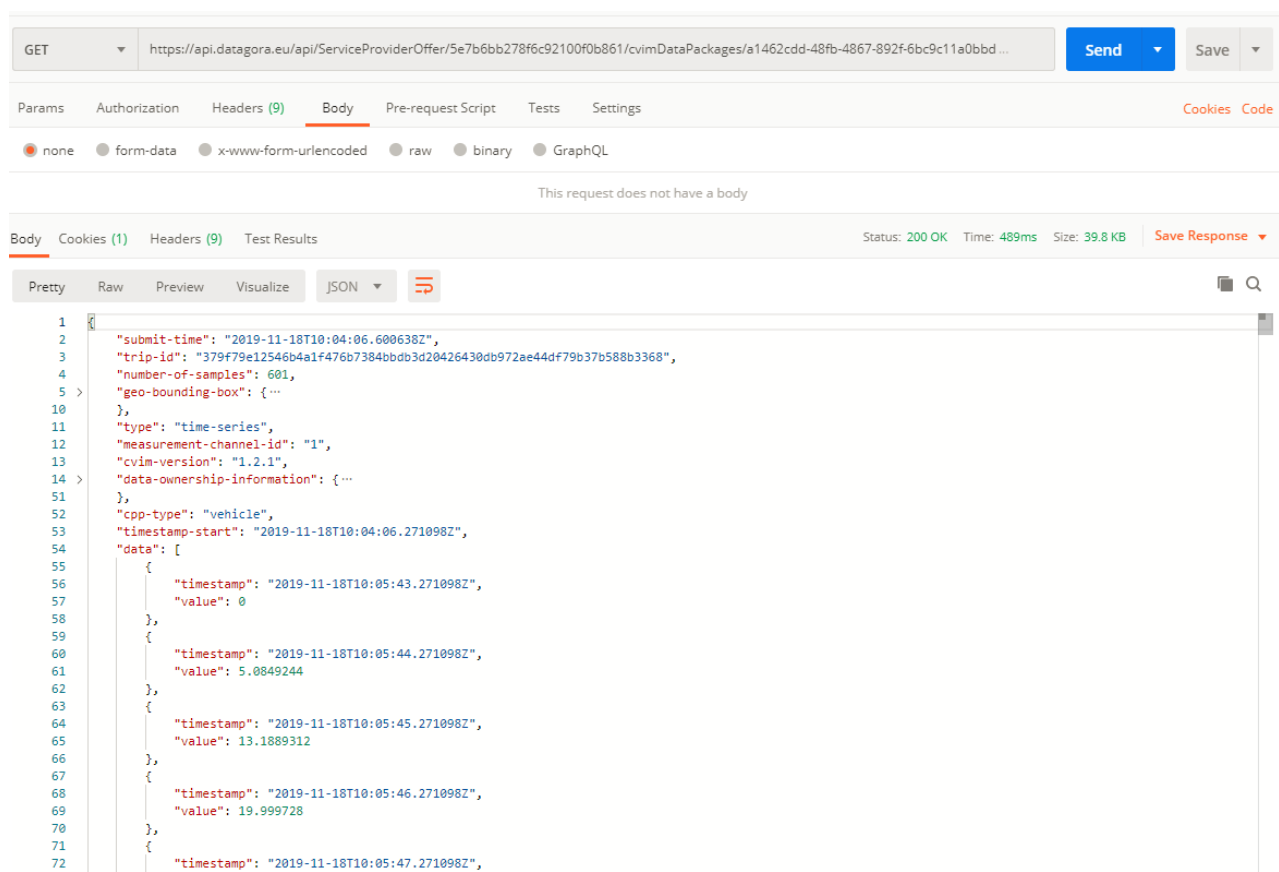 GET https://api.datagora.eu/api/ServiceProviderOffer/5e7b6bb278f6c92100f0b861/cvimDataPackages/a1462cdd-48fb-4867-892f-6bc9c11a0bbd ... Send Save
Params Authorization Headers (9) Body Pre-request Script Tests Settings Cookies Code
none form-data x-www-form-urlencoded raw binary GraphQL
This request does not have a body
Body Cookies (1) Headers (9) Test Results Status: 200 OK Time: 489ms Size: 39.8 KB Save Response
Pretty Raw Preview Visualize JSON
1 {
2 "submit-time": "2019-11-18T10:04:06.600638Z",
3 "trip-id": "379f79e12546b4a1f476b7384bbdb3d20426430db972ae44df79b37b588b3368",
4 "number-of-samples": 601,
5 > "geo-bounding-box": {...
10 },
11 "type": "time-series",
12 "measurement-channel-id": "1",
13 "cvim-version": "1.2.1",
14 > "data-ownership-information": {...
51 },
52 "cpp-type": "vehicle",
53 "timestamp-start": "2019-11-18T10:04:06.271098Z",
54 "data": [
55 {
56 "timestamp": "2019-11-18T10:05:43.271098Z",
57 "value": 0
58 },
59 {
60 "timestamp": "2019-11-18T10:05:44.271098Z",
61 "value": 5.0849244
62 },
63 {
64 "timestamp": "2019-11-18T10:05:45.271098Z",
65 "value": 13.1889312
66 },
67 {
68 "timestamp": "2019-11-18T10:05:46.271098Z",
69 "value": 19.999728
70 },
71 {
72 "timestamp": "2019-11-18T10:05:47.271098Z",